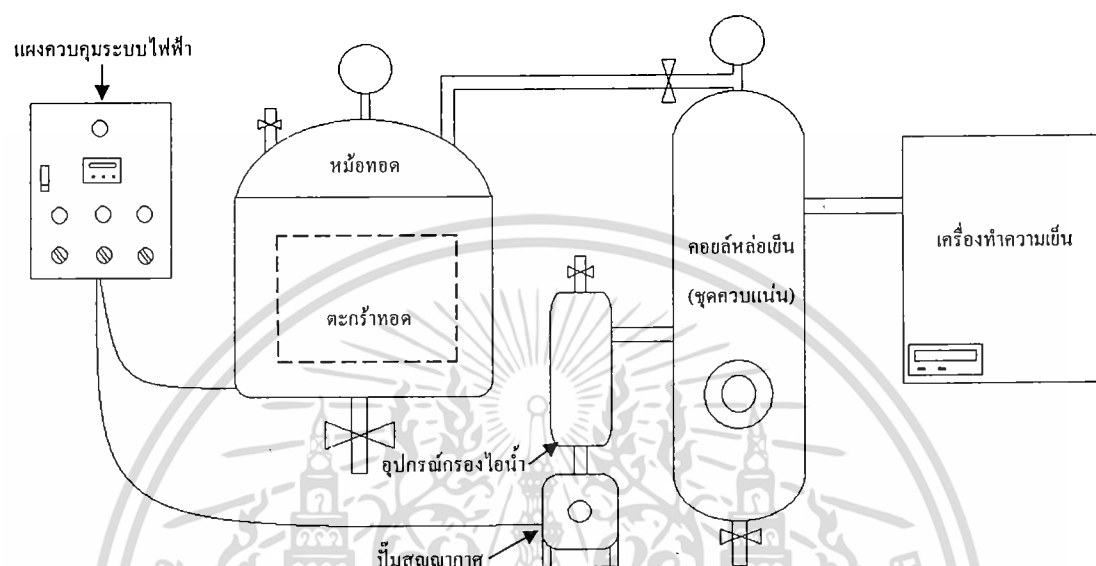 แผงควบคุมระบบไฟฟ้า
หม้อทอด
ตะกร้าทอด
คอยล์หล่อเย็น
(ชุดควบแน่น)
เครื่องทำความเย็น
อุปกรณ์กรองไอน้ำ
ปั๊มสุญญากาศ